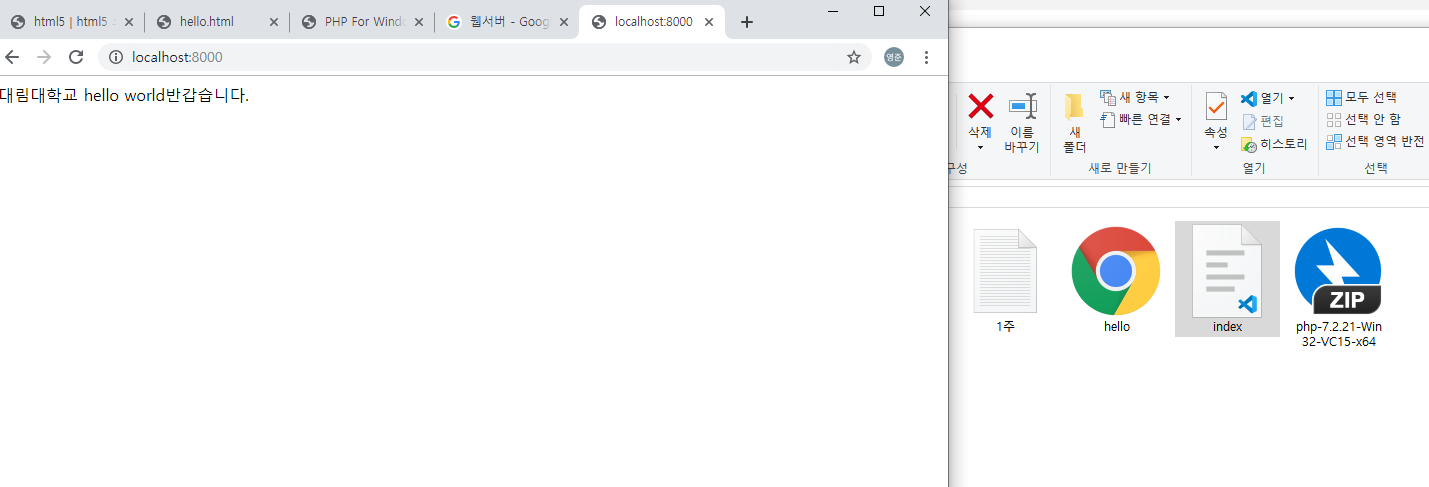 html5 | html5
hello.html
PHP For Windo
웹서버 - Goog
localhost:8000
localhost:8000
영준
대림대학교 hello world반갑습니다.
삭제
이름
바꾸기
구성
새
폴더
새 항목
빠른 연결
새로 만들기
속성
열기
편집
히스토리
열기
모두 선택
선택 안 함
선택 영역 반전
선택
1주
hello
index
ZIP
php-7.2.21-Win
32-VC15-x64